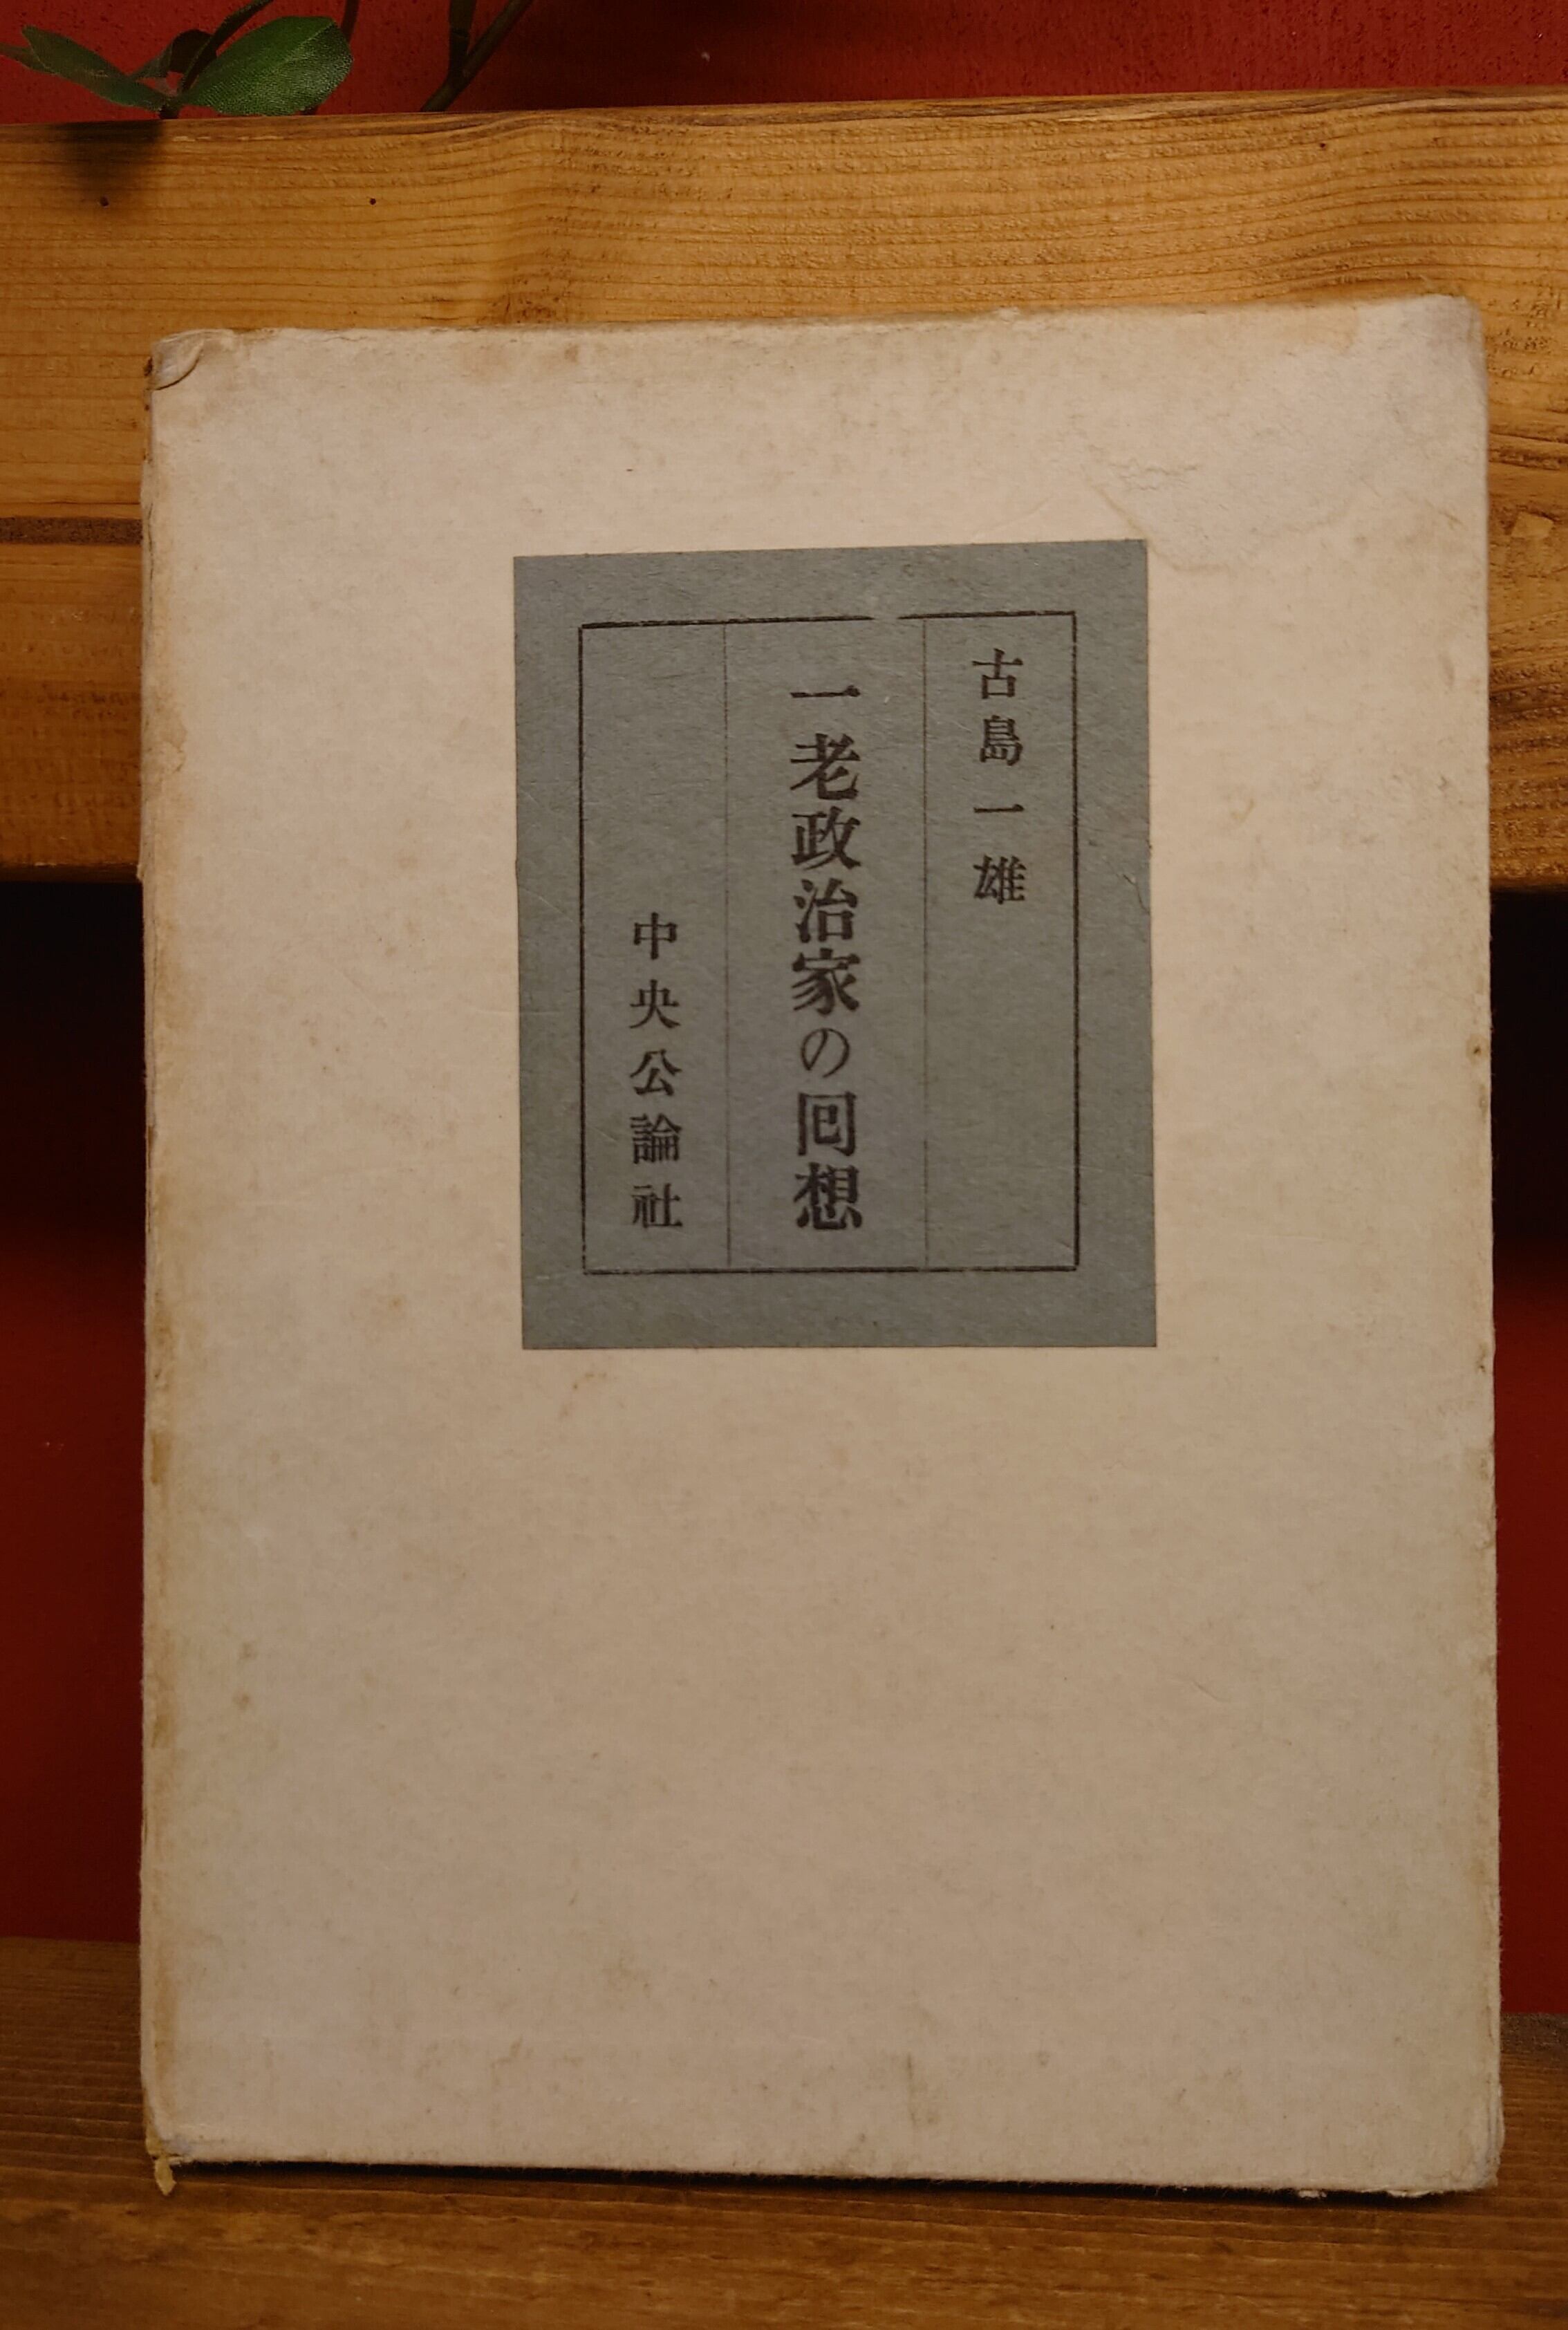 古島一雄
一老政治家の回想
中央公論社